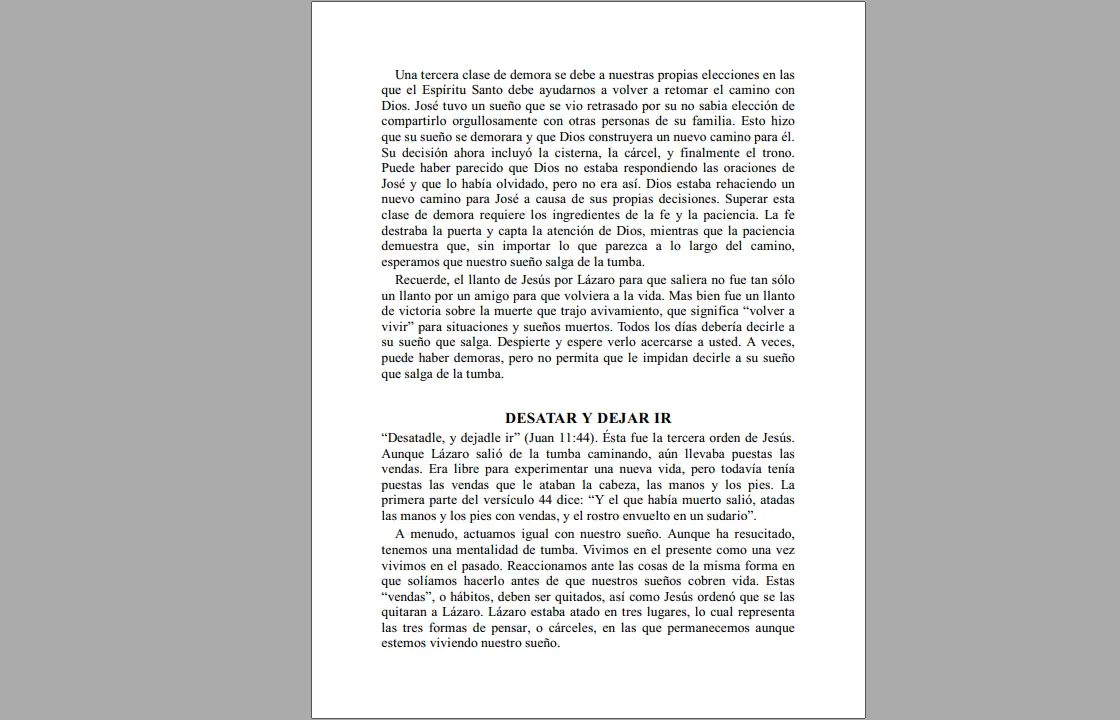 Una tercera clase de demora se debe a nuestras propias elecciones en las
que el Espíritu Santo debe ayudarnos a volver a retomar el camino con
Dios. José tuvo un sueño que se vio retrasado por su no sabia elección de
compartirlo orgullosamente con otras personas de su familia. Esto hizo
que su sueño se demorara y que Dios construyera un nuevo camino para él.
Su decisión ahora incluyó la cisterna, la cárcel, y finalmente el trono.
Puede haber parecido que Dios no estaba respondiendo las oraciones de
José y que lo había olvidado, pero no era así. Dios estaba rehaciendo un
nuevo camino para José a causa de sus propias decisiones. Superar esta
clase de demora requiere los ingredientes de la fe y la paciencia. La fe
destraba la puerta y capta la atención de Dios, mientras que la paciencia
demuestra que, sin importar lo que parezca a lo largo del camino,
esperamos que nuestro sueño salga de la tumba.
Recuerde, el llanto de Jesús por Lázaro para que saliera no fue tan sólo
un llanto por un amigo para que volviera a la vida. Mas bien fue un llanto
de victoria sobre la muerte que trajo avivamiento, que significa “volver a
vivir” para situaciones y sueños muertos. Todos los días debería decirle a
su sueño que salga. Despierte y espere verlo acercarse a usted. A veces,
puede haber demoras, pero no permita que le impidan decirle a su sueño
que salga de la tumba.
DESATAR Y DEJAR IR
“Desatadle, y dejadle ir” (Juan 11:44). Ésta fue la tercera orden de Jesús.
Aunque Lázaro salió de la tumba caminando, aún llevaba puestas las
vendas. Era libre para experimentar una nueva vida, pero todavía tenía
puestas las vendas que le ataban la cabeza, las manos y los pies. La
primera parte del versículo 44 dice: “Y el que había muerto salió, atadas
las manos y los pies con vendas, y el rostro envuelto en un sudario”.
A menudo, actuamos igual con nuestro sueño. Aunque ha resucitado,
tenemos una mentalidad de tumba. Vivimos en el presente como una vez
vivimos en el pasado. Reaccionamos ante las cosas de la misma forma en
que solíamos hacerlo antes de que nuestros sueños cobren vida. Estas
“vendas”, o hábitos, deben ser quitados, así como Jesús ordenó que se las
quitaran a Lázaro. Lázaro estaba atado en tres lugares, lo cual representa
las tres formas de pensar, o cárceles, en las que permanecemos aunque
estemos viviendo nuestro sueño.